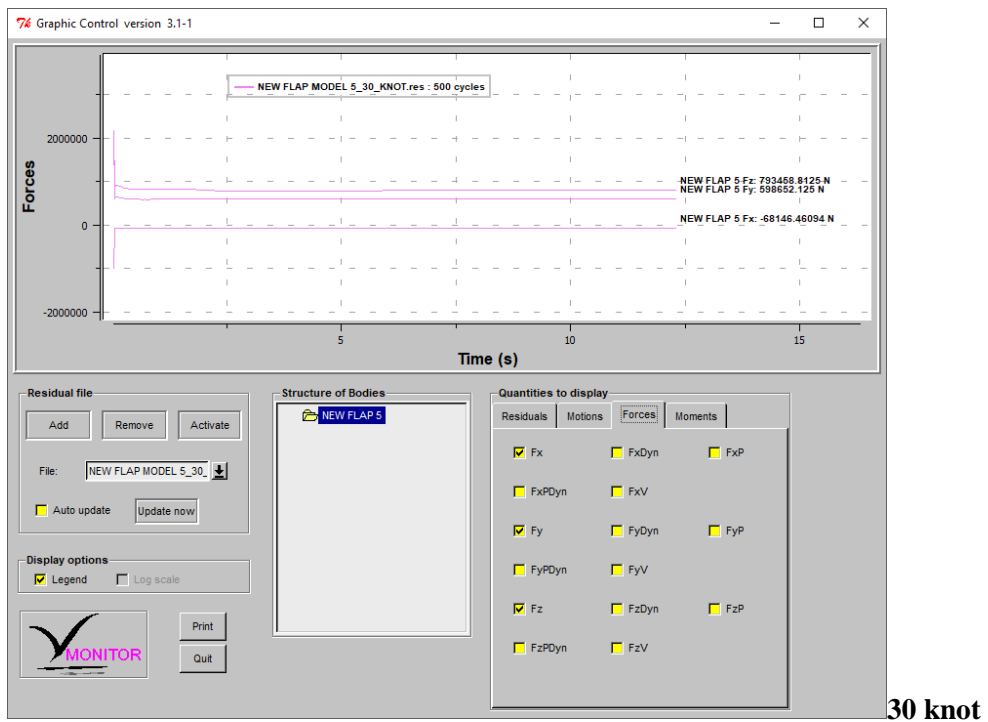 Graphic Control version 3.1-1
NEW FLAP MODEL 5_30_KNOT.res : 500 cycles
2000000
NEW FLAP 5 Fz: 793458.8125 N
NEW FLAP 5 Fy: 598652.125 N
NEW FLAP 5 Fx: -68146.46094 N
0
Forces
-2000000
5 10 15
Time (s)
Residual file
Add Remove Activate
File: NEW FLAP MODEL 5_30_
Auto update Update now
Display options
Legend Log scale
MONITOR
Print
Quit
Structure of Bodies
NEW FLAP 5
Quantities to display
Residuals Motions Forces Moments
Fx FxDyn FxP
FxPDyn FxV
Fy FyDyn FyP
FyPDyn FyV
Fz FzDyn FzP
FzPDyn FzV
30 knot